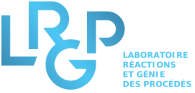 LRGP
LABORATOIRE
RÉACTIONS
ET GÉNIE
DES PROCÉDÉS